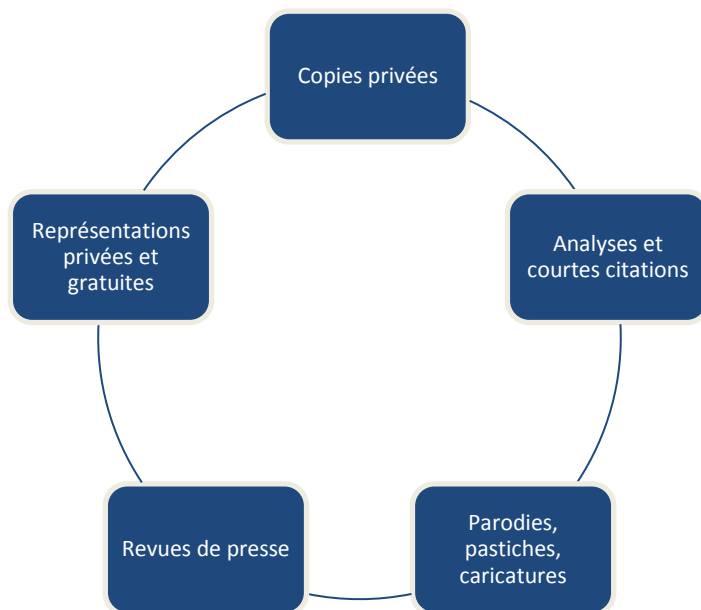 Copies privées
Représentations
privées et
gratuites
Analyses et
courtes citations
Revues de presse
Parodies,
pastiches,
caricatures